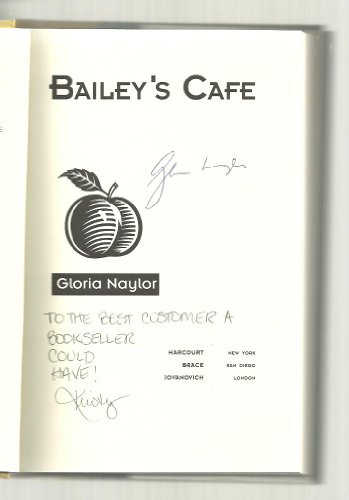 BAILEY'S CAFE
Gloria Naylor
TO THE BEST CUSTOMER A
BOOKSELLER
COULD
HAVE!
HARCOURT NEW YORK
BRACE SAN DIEGO
JOVANOVICH LONDON